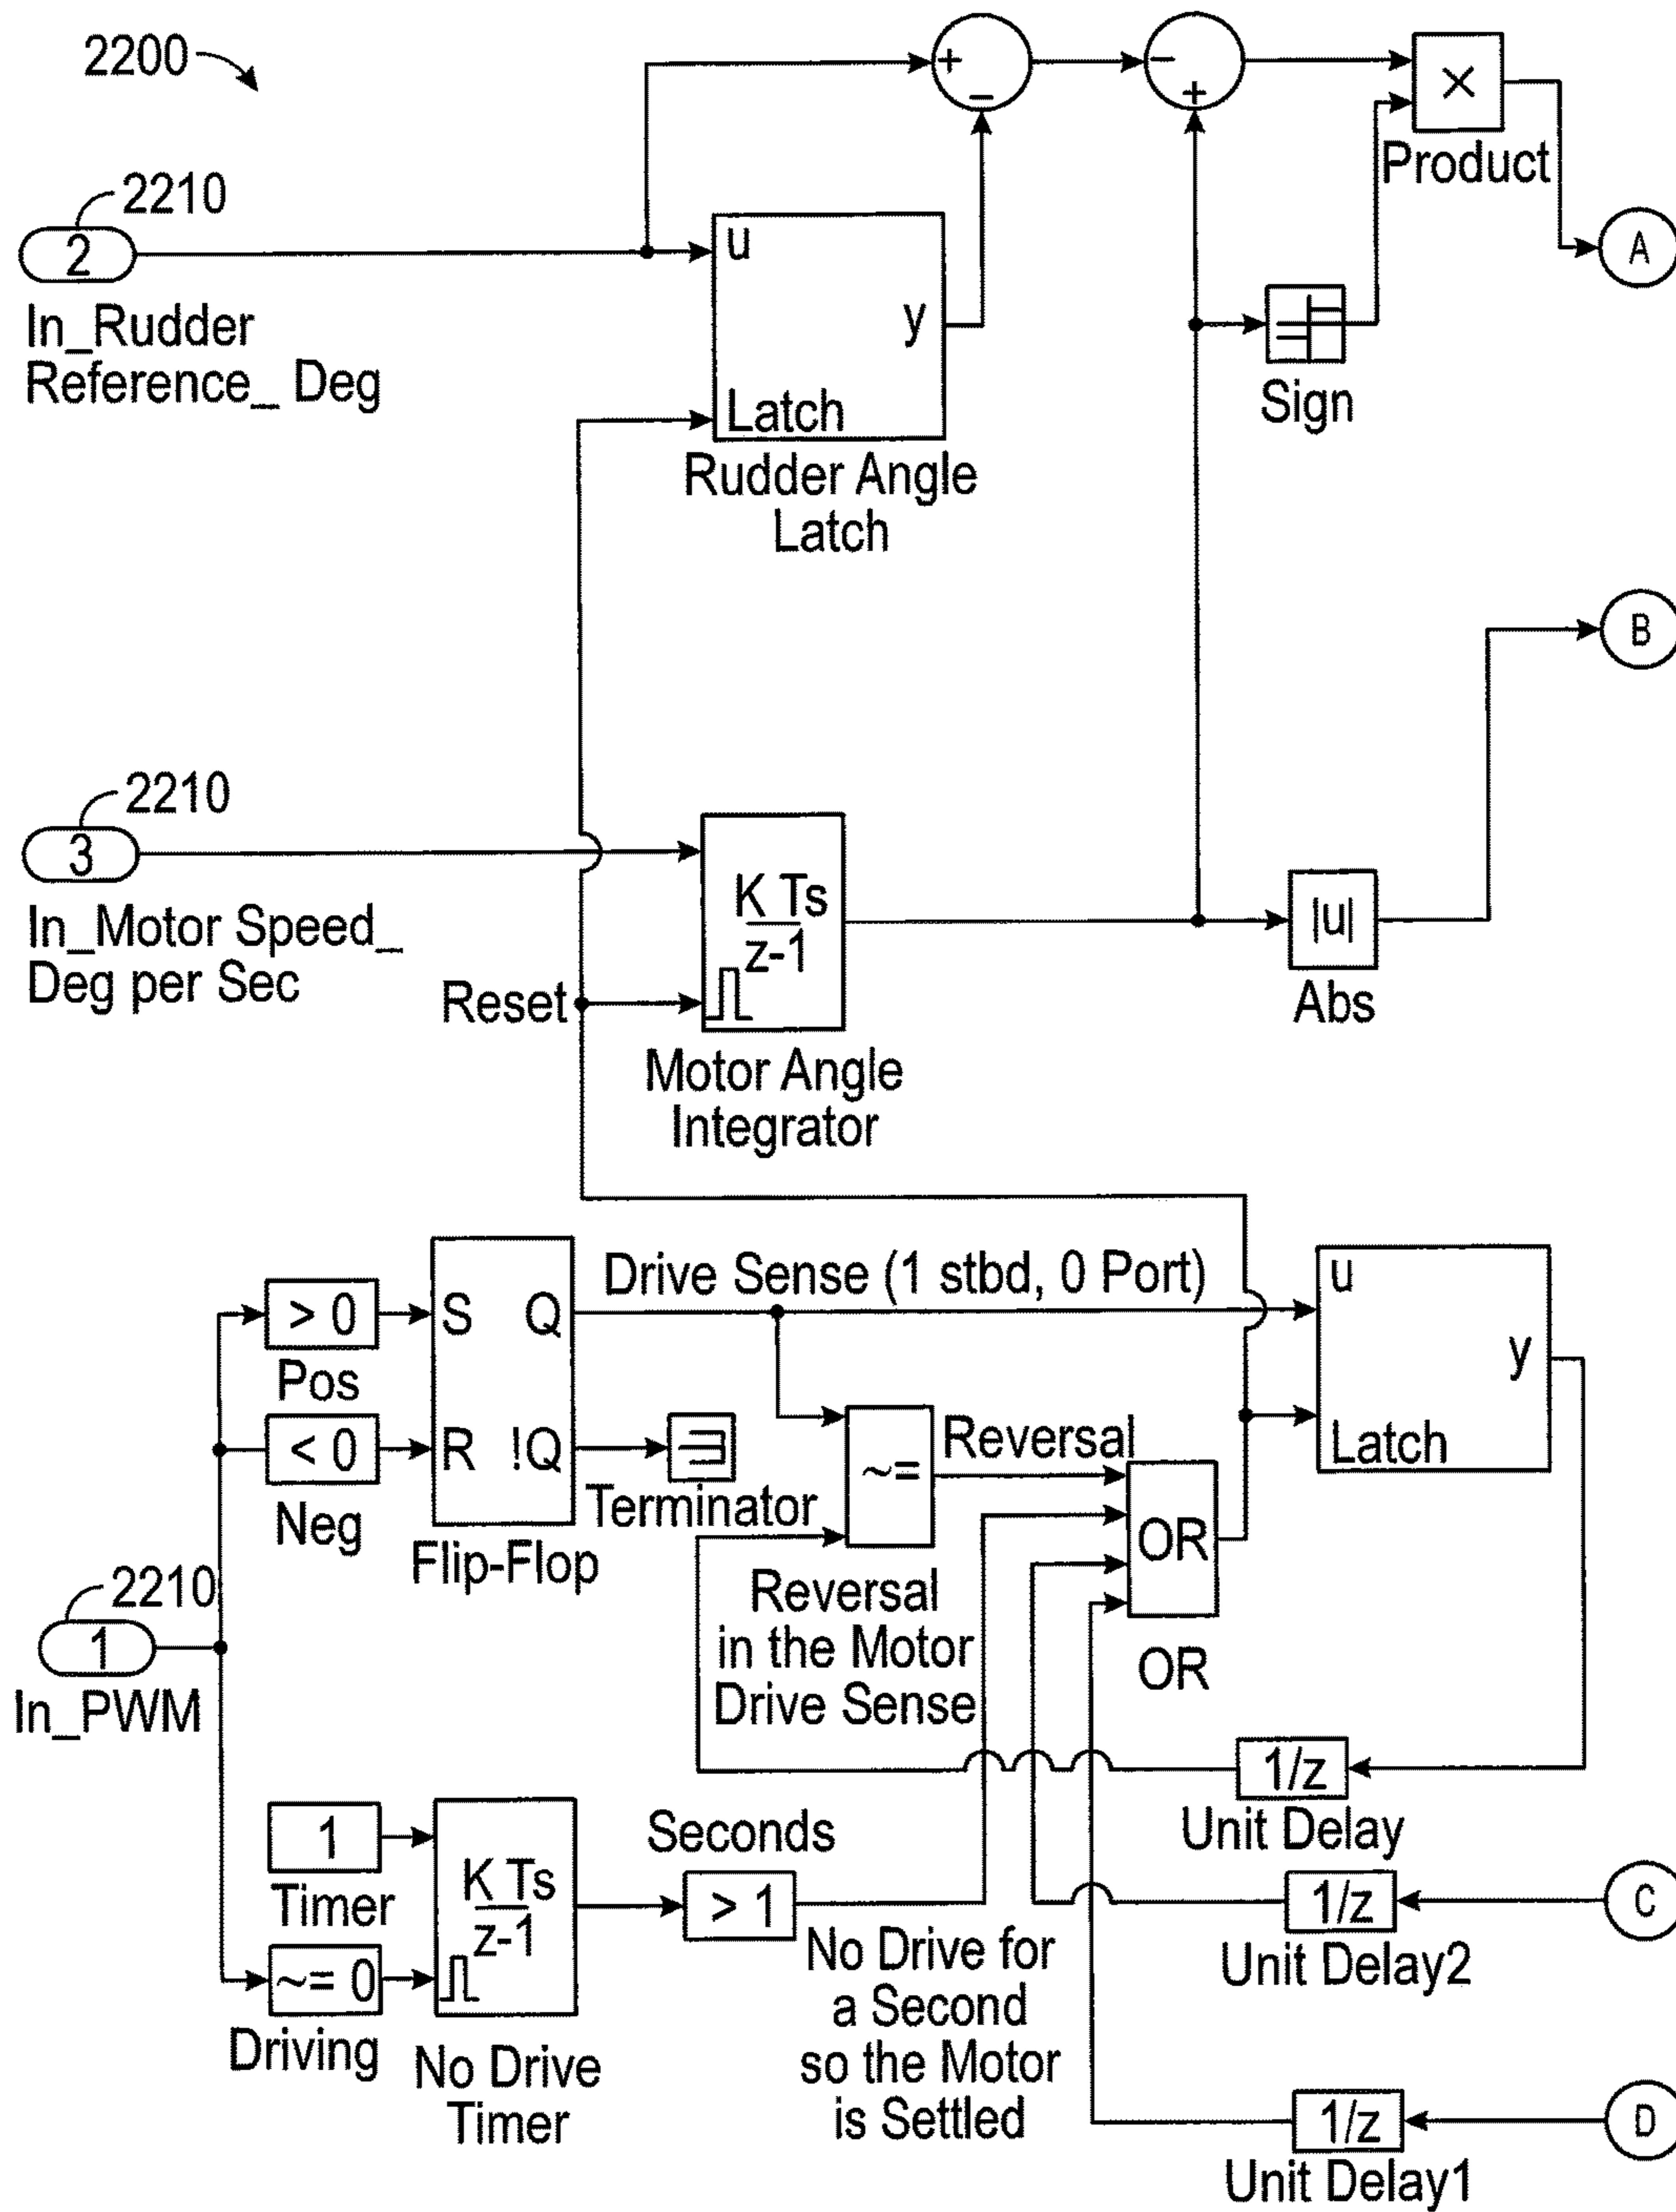 2200
+
−
−
+
×
Product
2210
2
In_Rudder
Reference_ Deg
u
y
Latch
Rudder Angle
Latch
Sign
A
B
2210
3
In_Motor Speed_
Deg per Sec
K Ts
z-1
Reset
Motor Angle
Integrator
|u|
Abs
Drive Sense (1 stbd, 0 Port)
> 0
Pos
< 0
Neg
S Q
R !Q
Flip-Flop
Terminator
~=
Reversal
Reversal
in the Motor
Drive Sense
OR
OR
u
y
Latch
2210
1
In_PWM
1/z
Unit Delay
1
Timer
~= 0
Driving
K Ts
z-1
No Drive
Timer
Seconds
> 1
No Drive for
a Second
so the Motor
is Settled
1/z
Unit Delay2
C
1/z
Unit Delay1
D